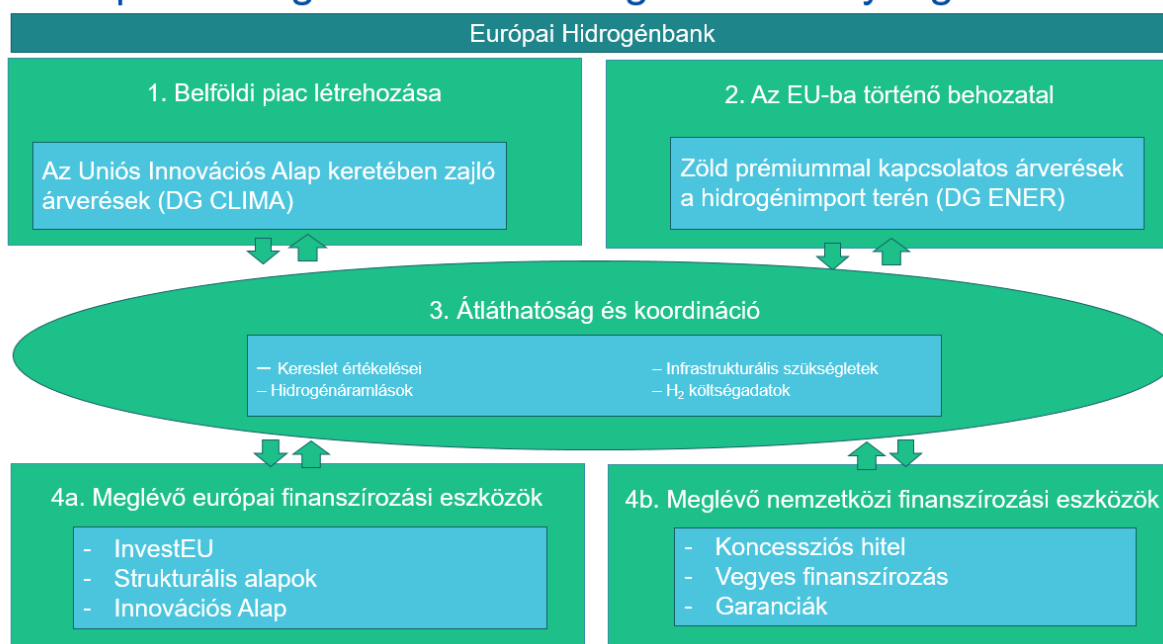 Európai Hidrogénbank
1. Belföldi piac létrehozása
Az Uniós Innovációs Alap keretében zajló
árverések (DG CLIMA)
2. Az EU-ba történő behozatal
Zöld prémiummal kapcsolatos árverések
a hidrogénimport terén (DG ENER)
3. Átláthatóság és koordináció
– Kereslet értékelései
– Hidrogénáramlások
– Infrastrukturális szükségletek
– H₂ költségadatok
4a. Meglévő európai finanszírozási eszközök
- InvestEU
- Strukturális alapok
- Innovációs Alap
4b. Meglévő nemzetközi finanszírozási eszközök
- Koncessziós hitel
- Vegyes finanszírozás
- Garanciák